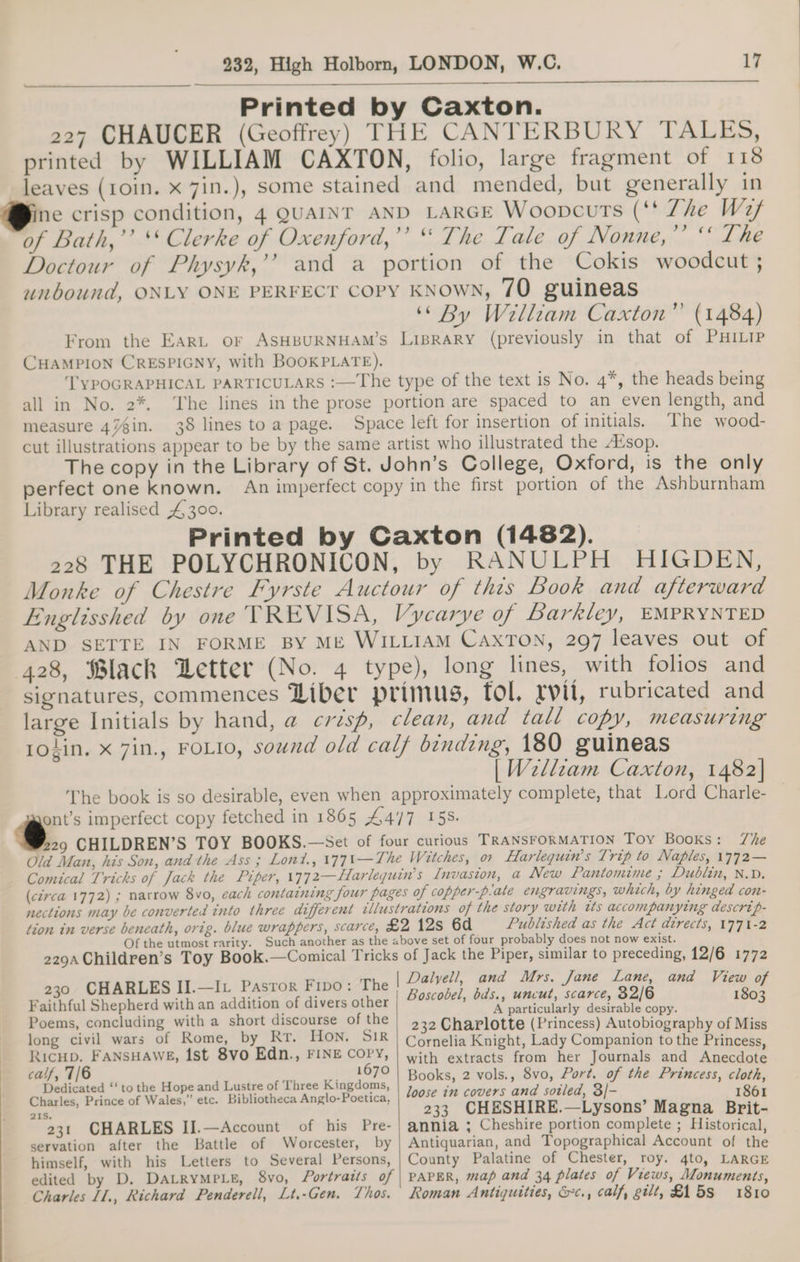 232, High Holborn, LONDON, W.C. 17
Printed by Caxton.
227 CHAUCER (Geoffrey) THE CANTERBURY TALES,
printed by WILLIAM CAXTON, folio, large fragment of 118
leaves (10in. × 7in.), some stained and mended, but generally in
fine crisp condition, 4 QUAINT AND LARGE WOODCUTS (“The Wif
of Bath,” “Clerke of Oxenford,” “The Tale of Nonne,” “The
Doctour of Physyk,” and a portion of the Cokis woodcut;
unbound, ONLY ONE PERFECT COPY KNOWN, 70 guineas
“By William Caxton” (1484)
From the EARL OF ASHBURNHAM’S LIBRARY (previously in that of PHILIP
CHAMPION CRESPIGNY, with BOOKPLATE).
TYPOGRAPHICAL PARTICULARS:—The type of the text is No. 4*, the heads being
all in No. 2*. The lines in the prose portion are spaced to an even length, and
measure 4⅞in. 38 lines to a page. Space left for insertion of initials. The wood-
cut illustrations appear to be by the same artist who illustrated the Æsop.
The copy in the Library of St. John’s College, Oxford, is the only
perfect one known. An imperfect copy in the first portion of the Ashburnham
Library realised £300.
Printed by Caxton (1482).
228 THE POLYCHRONICON, by RANULPH HIGDEN,
Monke of Chestre Fyrste Auctour of this Book and afterward
Englisshed by one TREVISA, Vycarye of Barkley, EMPRYNTED
AND SETTE IN FORME BY ME WILLIAM CAXTON, 297 leaves out of
428, Black Letter (No. 4 type), long lines, with folios and
signatures, commences Liber primus, fol. xvii, rubricated and
large Initials by hand, a crisp, clean, and tall copy, measuring
10½in. × 7in., FOLIO, sound old calf binding, 180 guineas
[William Caxton, 1482]
The book is so desirable, even when approximately complete, that Lord Charle-
mont’s imperfect copy fetched in 1865 £477 15s.
229 CHILDREN’S TOY BOOKS.—Set of four curious TRANSFORMATION TOY BOOKS: The
Old Man, his Son, and the Ass; Lond., 1771—The Witches, or Harlequin’s Trip to Naples, 1772—
Comical Tricks of Jack the Piper, 1772—Harlequin’s Invasion, a New Pantomime; Dublin, N.D.
(circa 1772); narrow 8vo, each containing four pages of copper-plate engravings, which, by hinged con-
nections may be converted into three different illustrations of the story with its accompanying descrip-
tion in verse beneath, orig. blue wrappers, scarce, £2 12s 6d Published as the Act directs, 1771-2
Of the utmost rarity. Such another as the above set of four probably does not now exist.
229A Children’s Toy Book.—Comical Tricks of Jack the Piper, similar to preceding, 12/6 1772
230 CHARLES II.—IL PASTOR FIDO: The
Faithful Shepherd with an addition of divers other
Poems, concluding with a short discourse of the
long civil wars of Rome, by RT. HON. SIR
RICHD. FANSHAWE, 1st 8vo Edn., FINE COPY,
calf, 7/6 1670
Dedicated “to the Hope and Lustre of Three Kingdoms,
Charles, Prince of Wales,” etc. Bibliotheca Anglo-Poetica,
21s.
231 CHARLES II.—Account of his Pre-
servation after the Battle of Worcester, by
himself, with his Letters to Several Persons,
edited by D. DALRYMPLE, 8vo, Portraits of
Charles II., Richard Penderell, Lt.-Gen. Thos.
Dalyell, and Mrs. Jane Lane, and View of
Boscobel, bds., uncut, scarce, 32/6 1803
A particularly desirable copy.
232 Charlotte (Princess) Autobiography of Miss
Cornelia Knight, Lady Companion to the Princess,
with extracts from her Journals and Anecdote
Books, 2 vols., 8vo, Port. of the Princess, cloth,
loose in covers and soiled, 3/- 1861
233 CHESHIRE.—Lysons’ Magna Brit-
annia; Cheshire portion complete; Historical,
Antiquarian, and Topographical Account of the
County Palatine of Chester, roy. 4to, LARGE
PAPER, map and 34 plates of Views, Monuments,
Roman Antiquities, &c., calf, gilt, £1 5s 1810